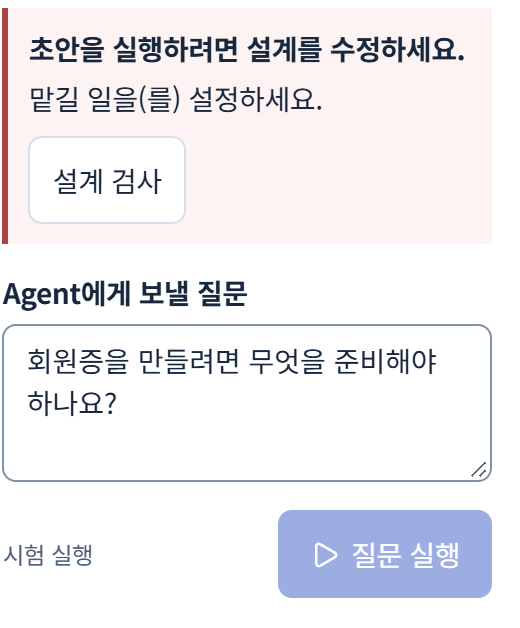 초안을 실행하려면 설계를 수정하세요.
맡길 일을(를) 설정하세요.
설계 검사
Agent에게 보낼 질문
회원증을 만들려면 무엇을 준비해야
하나요?
시험 실행
질문 실행